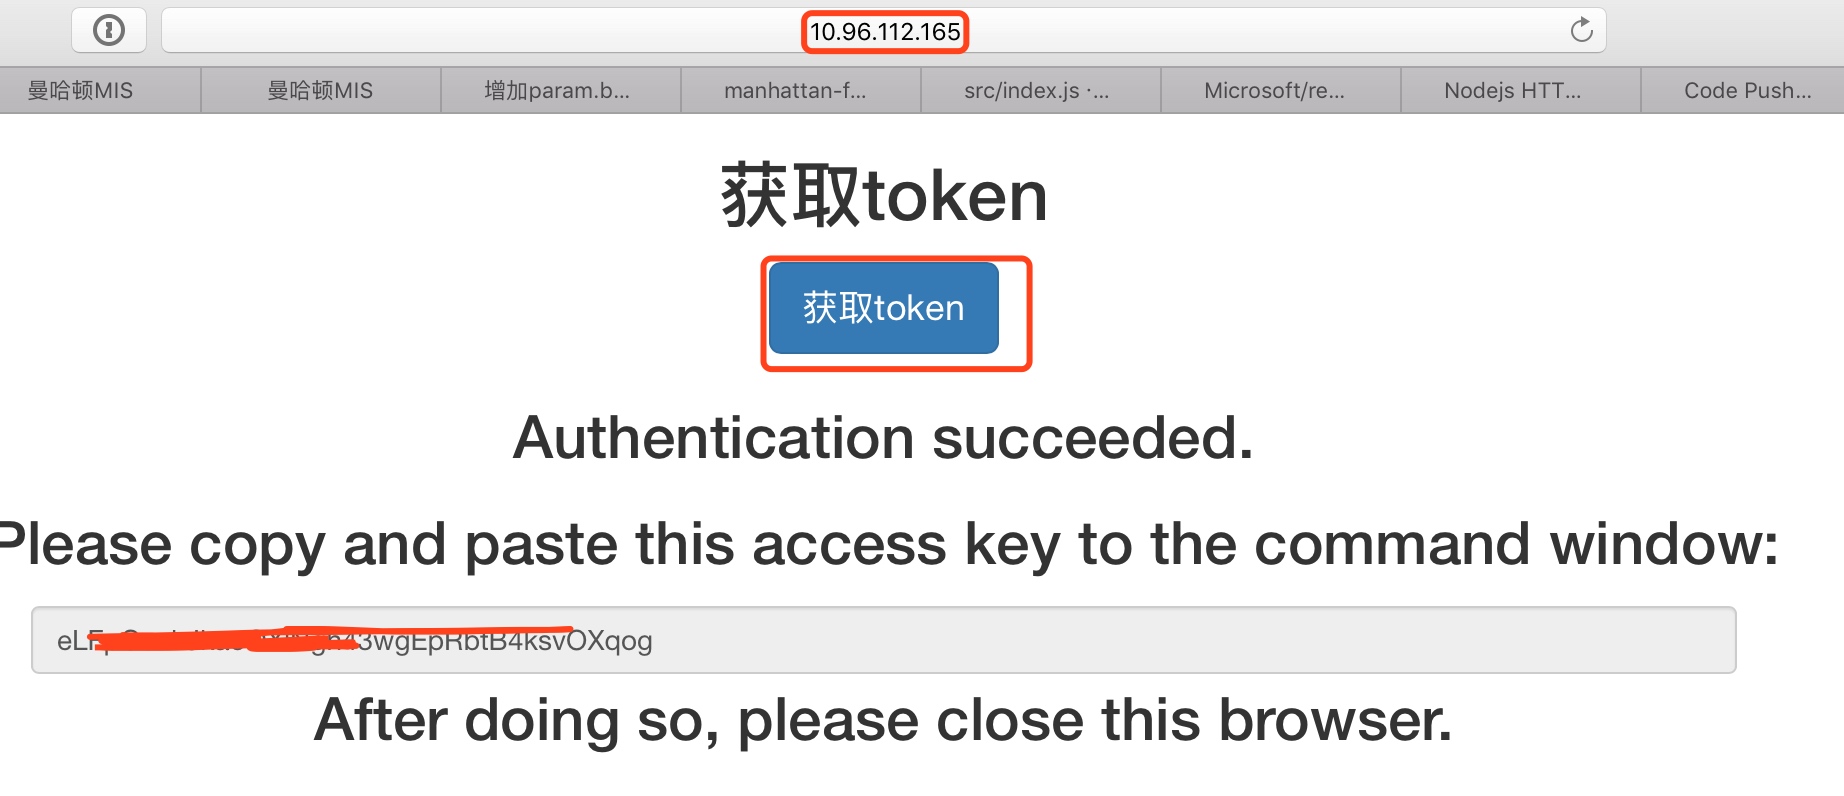 10.96.112.165
曼哈顿MIS
曼哈顿MIS
增加param.b...
manhattan-f...
src/index.js ·...
Microsoft/re...
Nodejs HTT...
Code Push...
获取token
获取token
Authentication succeeded.
Please copy and paste this access key to the command window:
After doing so, please close this browser.